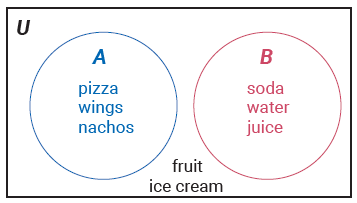 U
A
pizza
wings
nachos
B
soda
water
juice
fruit
ice cream